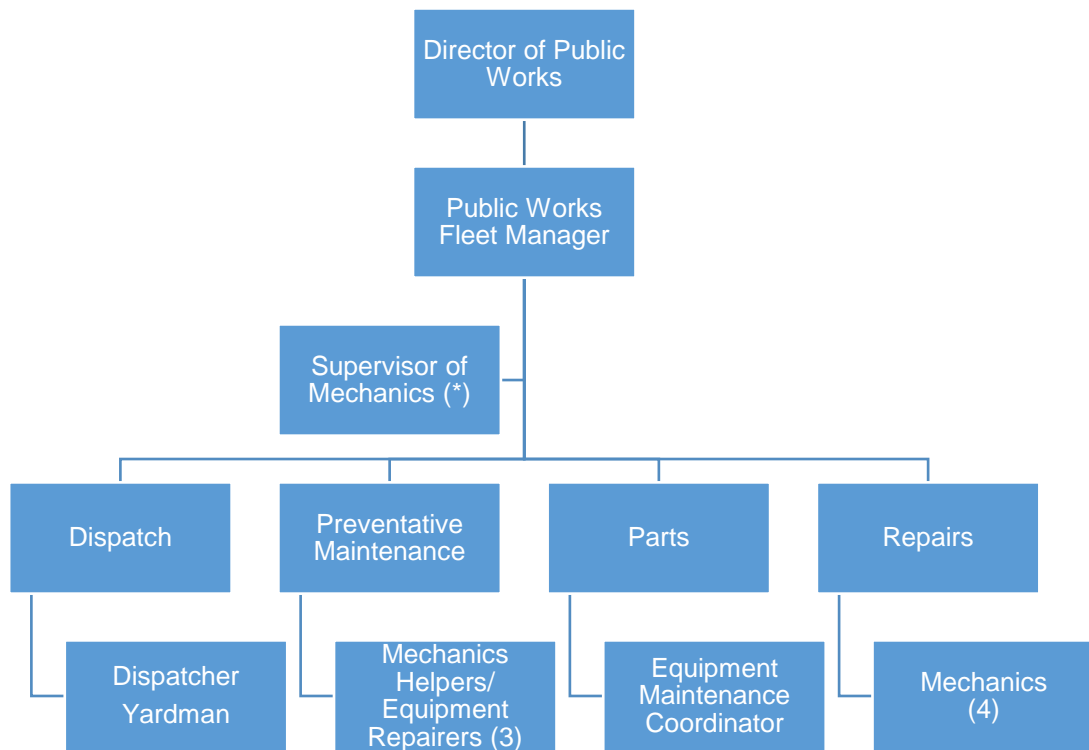 Director of Public
Works
Public Works
Fleet Manager
Supervisor of
Mechanics (*)
Dispatch
Preventative
Maintenance
Parts
Repairs
Dispatcher
Yardman
Mechanics
Helpers/
Equipment
Repairers (3)
Equipment
Maintenance
Coordinator
Mechanics
(4)